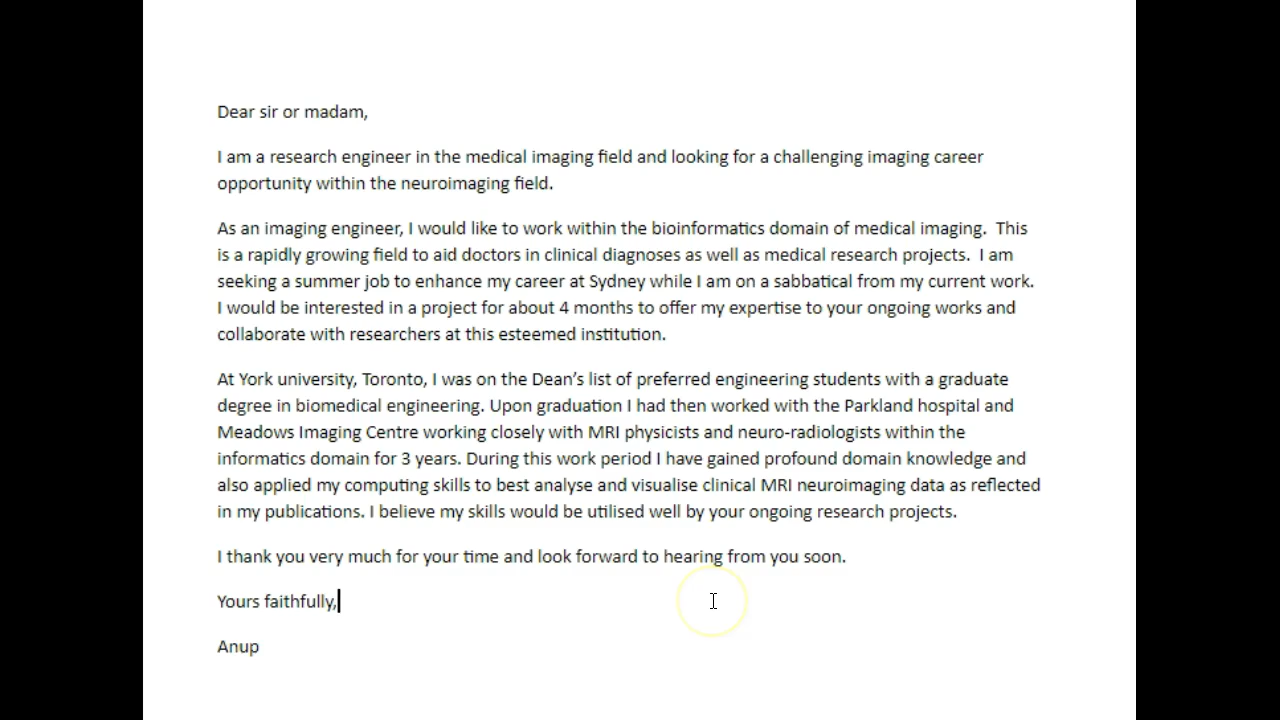 Dear sir or madam,
I am a research engineer in the medical imaging field and looking for a challenging imaging career
opportunity within the neuroimaging field.
As an imaging engineer, I would like to work within the bioinformatics domain of medical imaging.  This
is a rapidly growing field to aid doctors in clinical diagnoses as well as medical research projects.  I am
seeking a summer job to enhance my career at Sydney while I am on a sabbatical from my current work.
I would be interested in a project for about 4 months to offer my expertise to your ongoing works and
collaborate with researchers at this esteemed institution.
At York university, Toronto, I was on the Dean’s list of preferred engineering students with a graduate
degree in biomedical engineering. Upon graduation I had then worked with the Parkland hospital and
Meadows Imaging Centre working closely with MRI physicists and neuro-radiologists within the
informatics domain for 3 years. During this work period I have gained profound domain knowledge and
also applied my computing skills to best analyse and visualise clinical MRI neuroimaging data as reflected
in my publications. I believe my skills would be utilised well by your ongoing research projects.
I thank you very much for your time and look forward to hearing from you soon.
Yours faithfully,
Anup